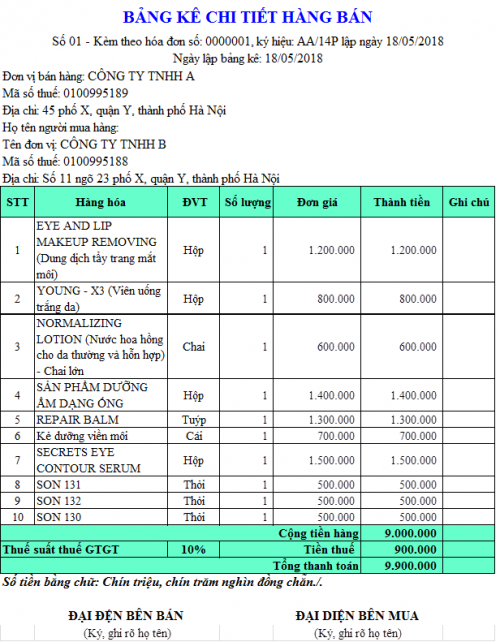 BẢNG KÊ CHI TIẾT HÀNG BÁN
Số 01 - Kèm theo hóa đơn số: 0000001, ký hiệu: AA/14P lập ngày 18/05/2018
Ngày lập bảng kê: 18/05/2018
Đơn vị bán hàng: CÔNG TY TNHH A
Mã số thuế: 0100995189
Địa chỉ: 45 phố X, quận Y, thành phố Hà Nội
Họ tên người mua hàng:
Tên đơn vị: CÔNG TY TNHH B
Mã số thuế: 0100995188
Địa chỉ: Số 11 ngõ 23 phố X, quận Y, thành phố Hà Nội
STT Hàng hóa ĐVT Số lượng Đơn giá Thành tiền Ghi chú
EYE AND LIP
MAKEUP REMOVING
1 (Dung dịch tẩy trang mắt Hộp 1 1.200.000 1.200.000
môi)
2 YOUNG - X3 (Viên uống Hộp 1 800.000 800.000
trắng da)
NORMALIZING
LOTION (Nước hoa hồng
3 cho da thường và hỗn hợp) Chai 1 600.000 600.000
- Chai lớn
4 SẢN PHẨM DƯỠNG Hộp 1 1.400.000 1.400.000
ẨM DẠNG ỐNG
5 REPAIR BALM Tuýp 1 1.300.000 1.300.000
6 Kẻ dưỡng viền môi Cái 1 700.000 700.000
7 SECRETS EYE Hộp 1 1.500.000 1.500.000
CONTOUR SERUM
8 SON 131 Thỏi 1 500.000 500.000
9 SON 132 Thỏi 1 500.000 500.000
10 SON 130 Thỏi 1 500.000 500.000
Cộng tiền hàng 9.000.000
Thuế suất thuế GTGT 10% Tiền thuế 900.000
Tổng thanh toán 9.900.000
Số tiền bằng chữ: Chín triệu, chín trăm nghìn đồng chẵn./.
ĐẠI ĐỆN BÊN BÁN ĐẠI DIỆN BÊN MUA
(Ký, ghi rõ họ tên) (Ký, ghi rõ họ tên)